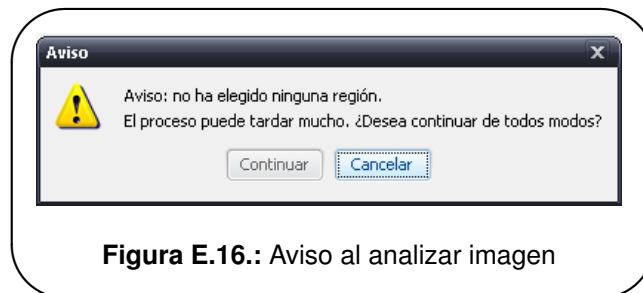 Aviso
Aviso: no ha elegido ninguna región.
El proceso puede tardar mucho. ¿Desea continuar de todos modos?
Continuar Cancelar
Figura E.16.: Aviso al analizar imagen